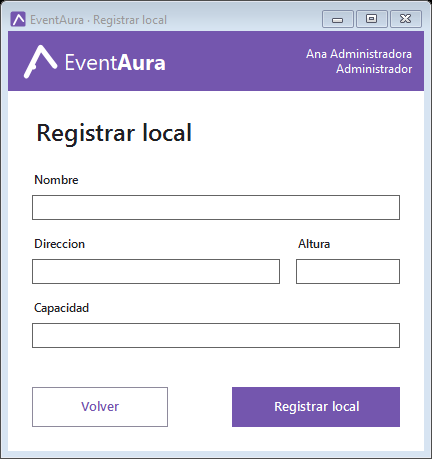 EventAura · Registrar local
EventAura
Ana Administradora
Administrador
Registrar local
Nombre
Direccion
Altura
Capacidad
Volver
Registrar local